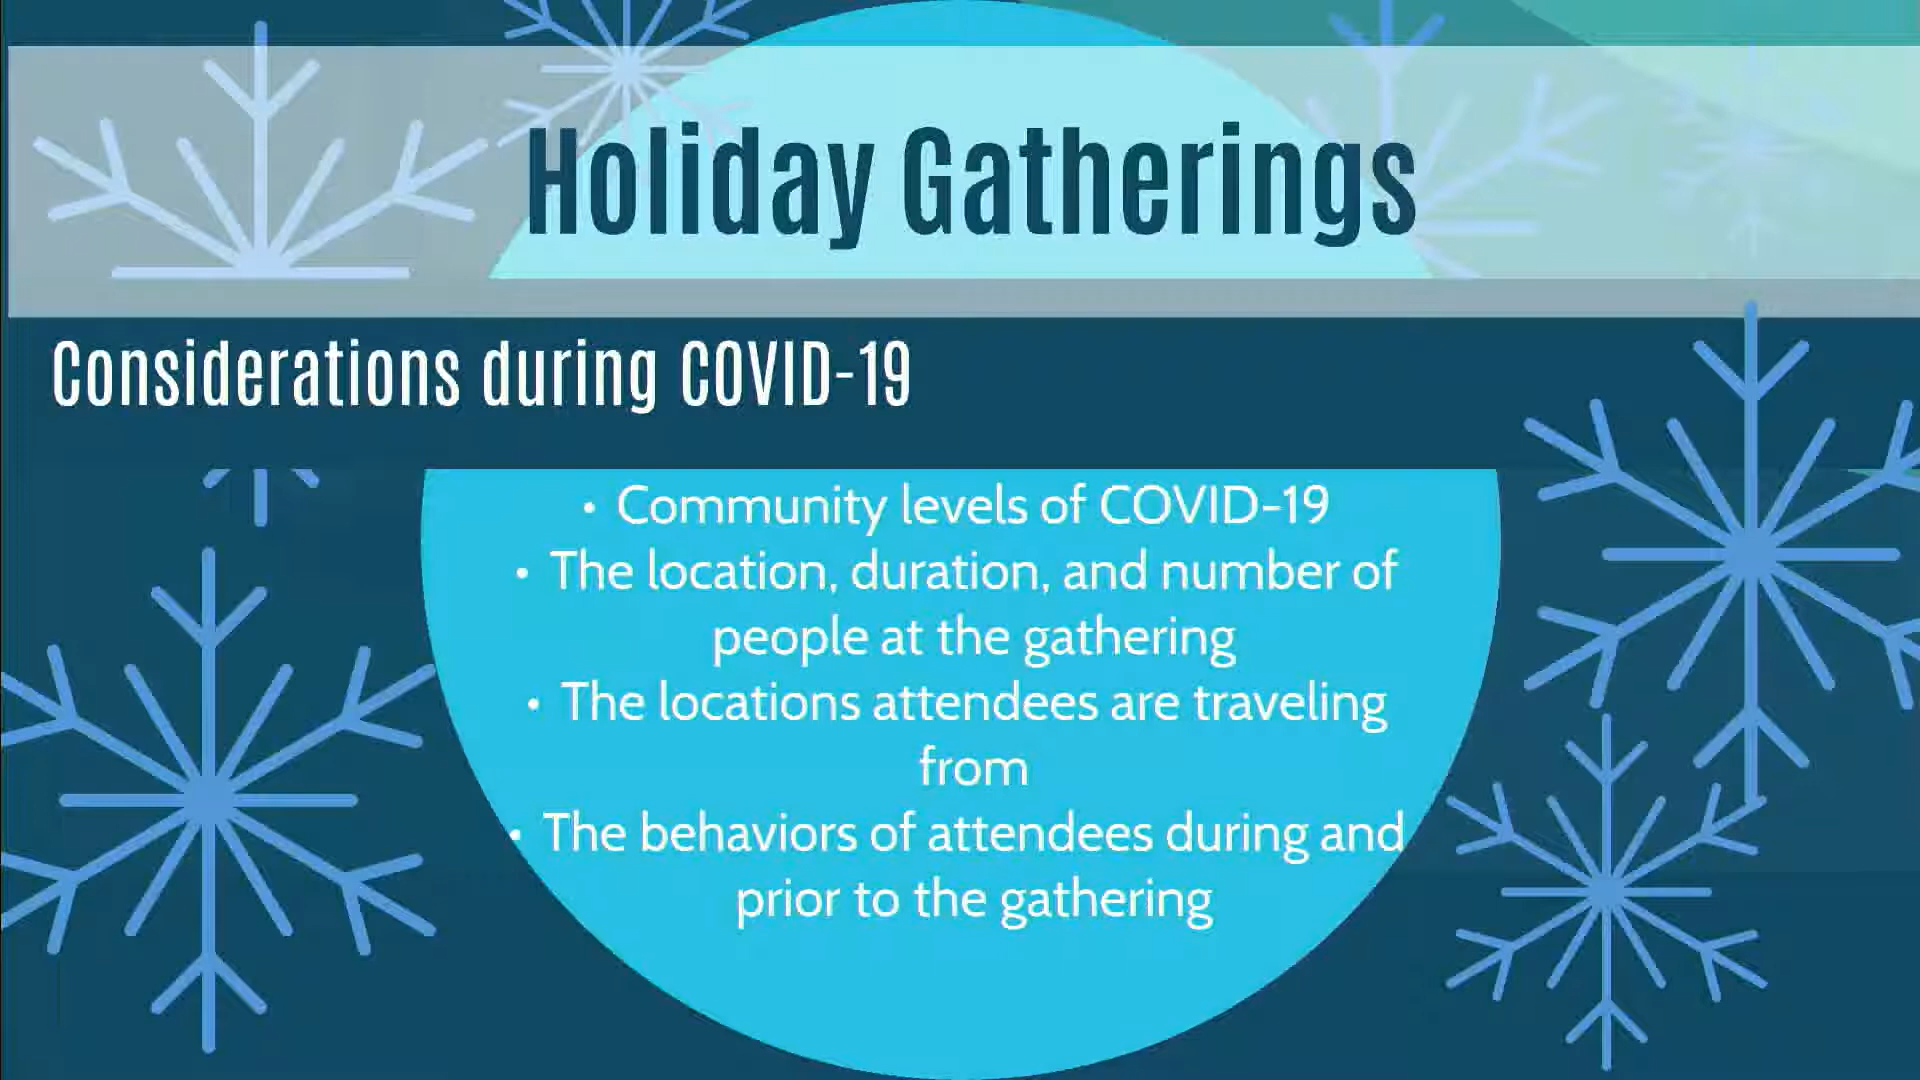 Holiday Gatherings
Considerations during COVID-19
• Community levels of COVID-19
• The location, duration, and number of
people at the gathering
• The locations attendees are traveling
from
• The behaviors of attendees during and
prior to the gathering